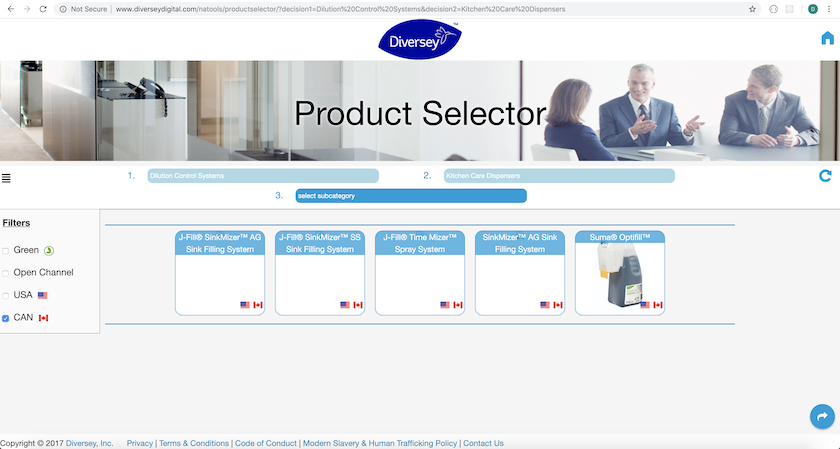 Not Secure | www.diverseydigital.com/natools/productselector/?decision1=Dilution%20Control%20Systems&decision2=Kitchen%20Care%20Dispensers
D
Diversey™
Product Selector
1. Dilution Control Systems
2. Kitchen Care Dispensers
3. select subcategory
Filters
Green
Open Channel
USA
CAN
J-Fill® SinkMizer™ AG
Sink Filling System
J-Fill® SinkMizer™ SS
Sink Filling System
J-Fill® Time Mizer™
Spray System
SinkMizer™ AG Sink
Filling System
Suma® Optifill™
Copyright © 2017 Diversey, Inc. Privacy | Terms & Conditions | Code of Conduct | Modern Slavery & Human Trafficking Policy | Contact Us